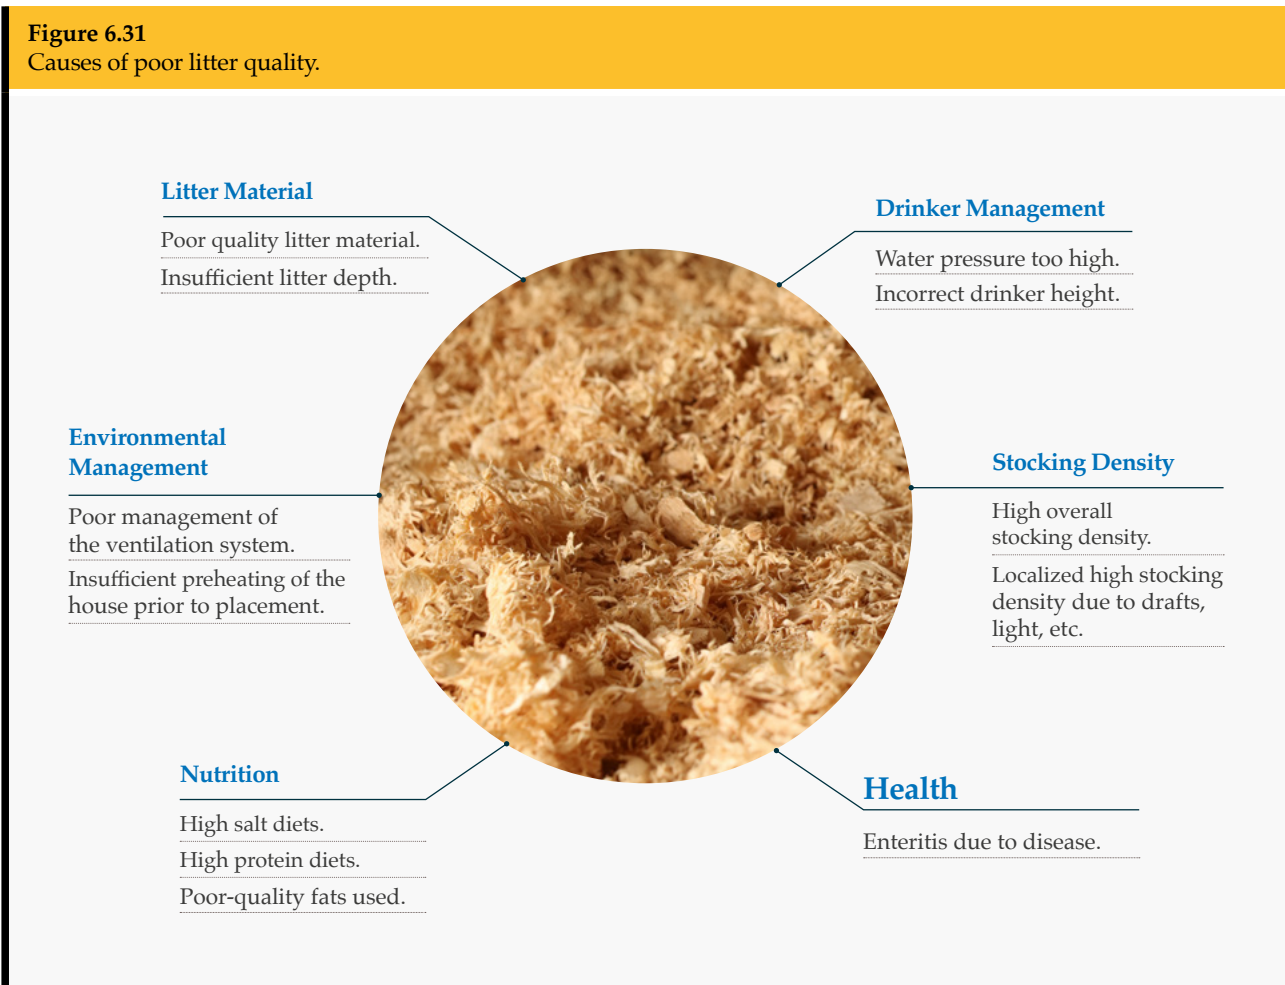 Figure 6.31
Causes of poor litter quality.
Litter Material
Poor quality litter material.
Insufficient litter depth.
Drinker Management
Water pressure too high.
Incorrect drinker height.
Environmental
Management
Poor management of
the ventilation system.
Insufficient preheating of the
house prior to placement.
Stocking Density
High overall
stocking density.
Localized high stocking
density due to drafts,
light, etc.
Nutrition
High salt diets.
High protein diets.
Poor-quality fats used.
Health
Enteritis due to disease.